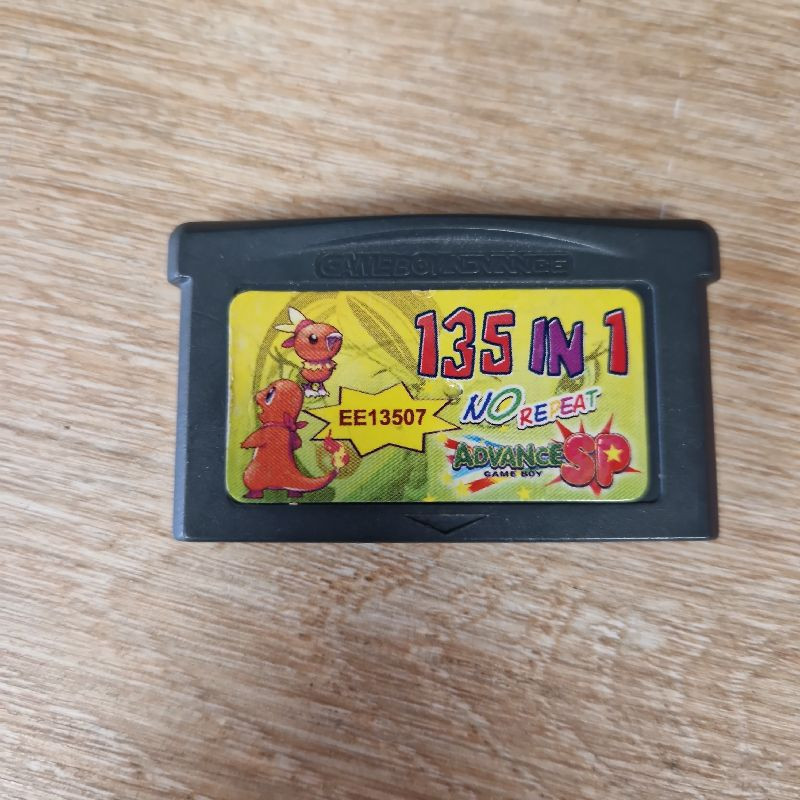 GAME BOY ADVANCE
135 IN 1
EE13507
NO REPEAT
ADVANCE SP
GAME BOY